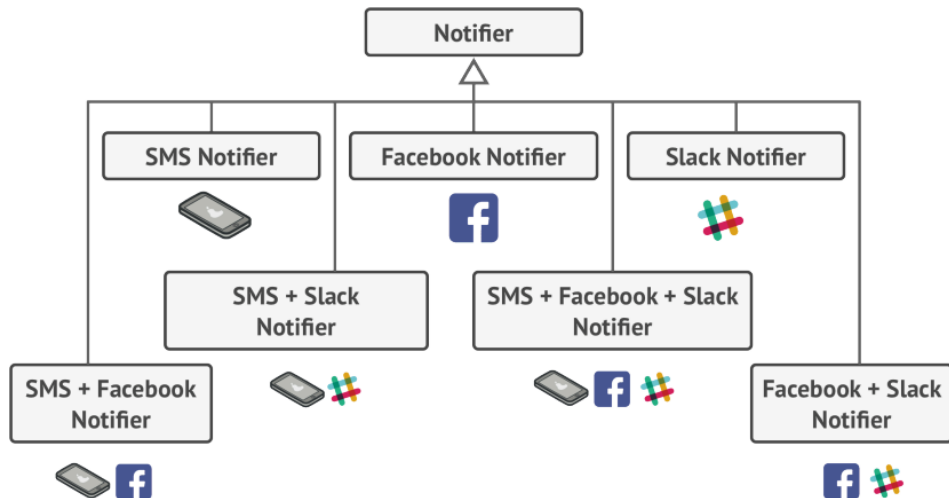 Notifier
SMS Notifier
Facebook Notifier
Slack Notifier
SMS + Slack
Notifier
SMS + Facebook + Slack
Notifier
SMS + Facebook
Notifier
Facebook + Slack
Notifier